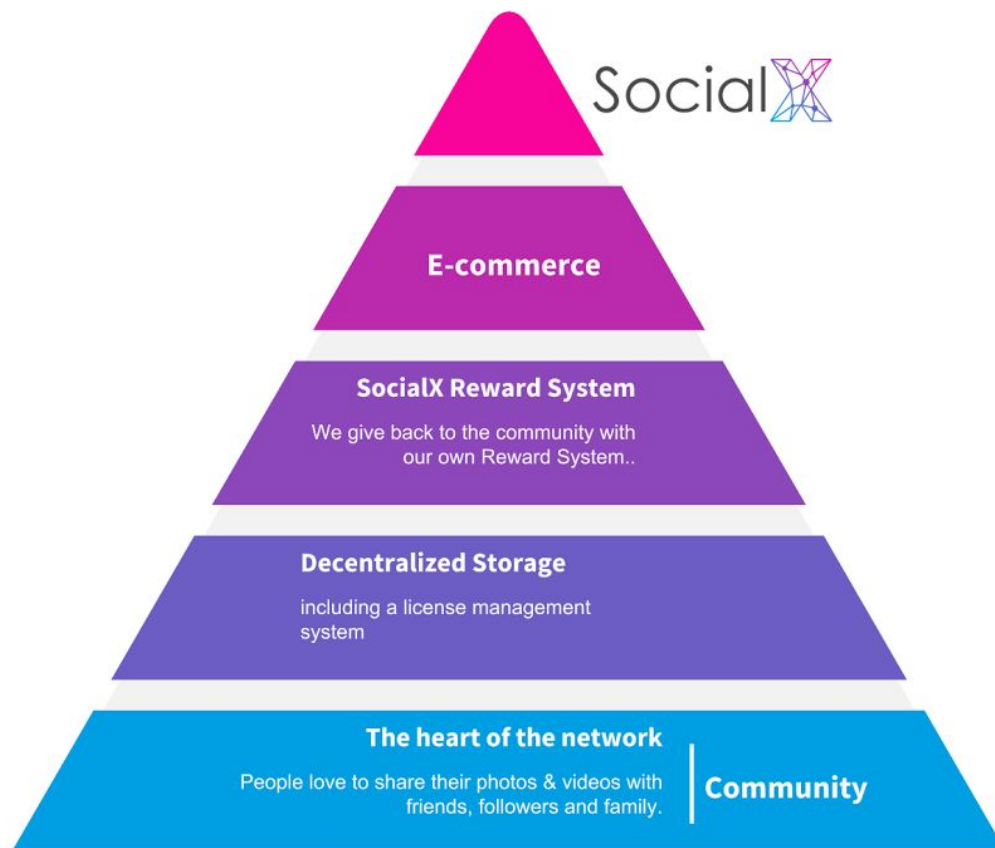 SocialX
E-commerce
SocialX Reward System
We give back to the community with
our own Reward System..
Decentralized Storage
including a license management
system
The heart of the network
People love to share their photos & videos with
friends, followers and family.
Community